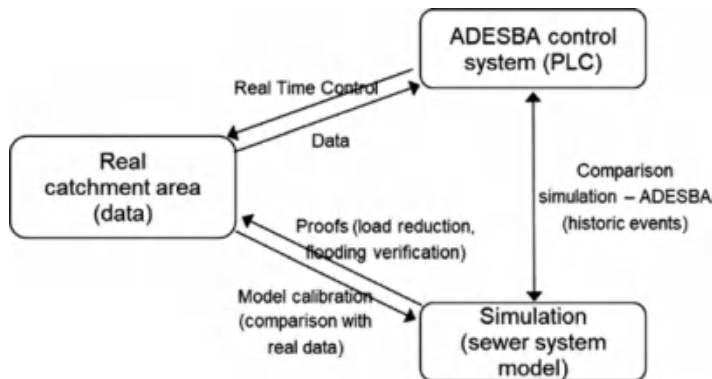 ADESBA control
system (PLC)
Real Time Control
Data
Real
catchment area
(data)
Comparison
simulation – ADESBA
(historic events)
Proofs (load reduction,
flooding verification)
Model calibration
(comparison with
real data)
Simulation
(sewer system
model)